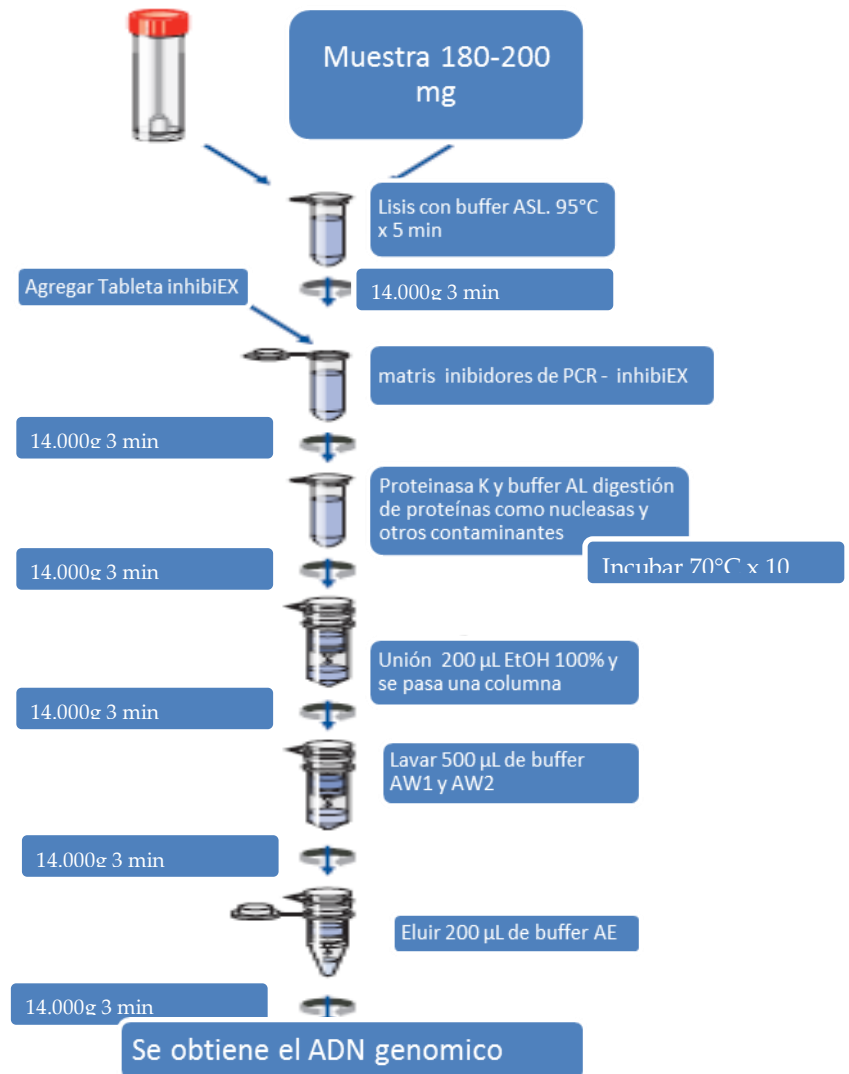 Muestra 180-200
mg
Lisis con buffer ASL. 95°C
x 5 min
Agregar Tableta inhibiEX
14.000g 3 min
matris inibidores de PCR - inhibiEX
14.000g 3 min
Proteinasa K y buffer AL digestión
de proteínas como nucleasas y
otros contaminantes
Incubar 70°C x 10
14.000g 3 min
Unión 200 µL EtOH 100% y
se pasa una columna
14.000g 3 min
Lavar 500 µL de buffer
AW1 y AW2
14.000g 3 min
Eluir 200 µL de buffer AE
14.000g 3 min
Se obtiene el ADN genomico